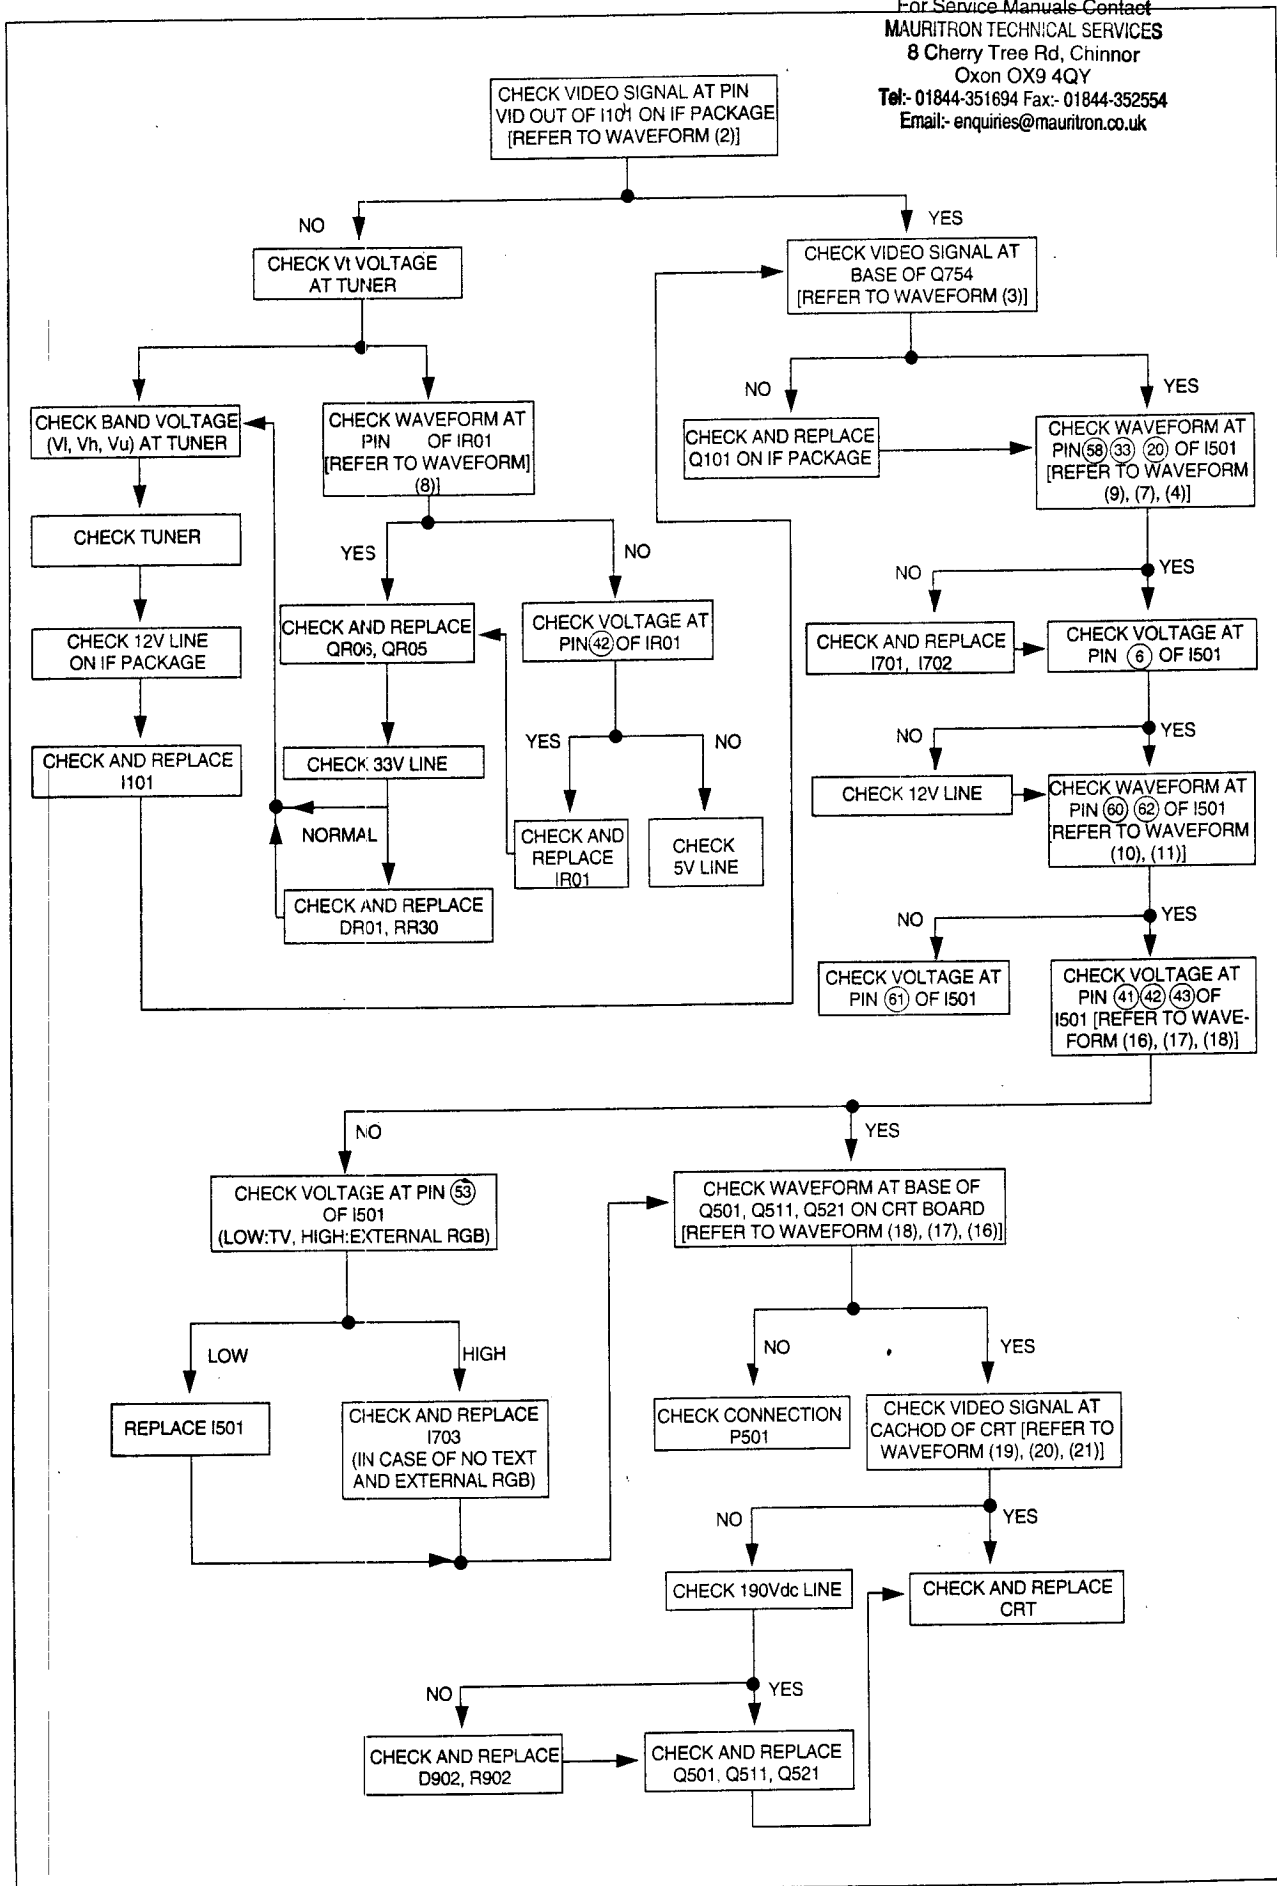 For Service Manuals Contact
MAURITRON TECHNICAL SERVICES
8 Cherry Tree Rd, Chinnor
Oxon OX9 4QY
Tel:- 01844-351694 Fax:- 01844-352554
Email:- enquiries@mauritron.co.uk
CHECK VIDEO SIGNAL AT PIN
VID OUT OF I101 ON IF PACKAGE
[REFER TO WAVEFORM (2)]
NO
YES
CHECK Vt VOLTAGE
AT TUNER
CHECK VIDEO SIGNAL AT
BASE OF Q754
[REFER TO WAVEFORM (3)]
NO
YES
CHECK BAND VOLTAGE
(Vl, Vh, Vu) AT TUNER
CHECK WAVEFORM AT
PIN OF IR01
[REFER TO WAVEFORM]
(8)]
CHECK AND REPLACE
Q101 ON IF PACKAGE
CHECK WAVEFORM AT
PIN 58 33 20 OF I501
[REFER TO WAVEFORM
(9), (7), (4)]
CHECK TUNER
YES
NO
NO
YES
CHECK 12V LINE
ON IF PACKAGE
CHECK AND REPLACE
QR06, QR05
CHECK VOLTAGE AT
PIN 42 OF IR01
CHECK AND REPLACE
I701, I702
CHECK VOLTAGE AT
PIN 6 OF I501
YES
NO
NO
YES
CHECK AND REPLACE
I101
CHECK 33V LINE
NORMAL
CHECK AND
REPLACE
IR01
CHECK
5V LINE
CHECK 12V LINE
CHECK WAVEFORM AT
PIN 60 62 OF I501
[REFER TO WAVEFORM
(10), (11)]
CHECK AND REPLACE
DR01, RR30
NO
YES
CHECK VOLTAGE AT
PIN 61 OF I501
CHECK VOLTAGE AT
PIN 41 42 43 OF
I501 [REFER TO WAVE-
FORM (16), (17), (18)]
NO
YES
CHECK VOLTAGE AT PIN 53
OF I501
(LOW:TV, HIGH:EXTERNAL RGB)
CHECK WAVEFORM AT BASE OF
Q501, Q511, Q521 ON CRT BOARD
[REFER TO WAVEFORM (18), (17), (16)]
LOW
HIGH
NO
YES
REPLACE I501
CHECK AND REPLACE
I703
(IN CASE OF NO TEXT
AND EXTERNAL RGB)
CHECK CONNECTION
P501
CHECK VIDEO SIGNAL AT
CACHOD OF CRT [REFER TO
WAVEFORM (19), (20), (21)]
NO
YES
CHECK 190Vdc LINE
CHECK AND REPLACE
CRT
NO
YES
CHECK AND REPLACE
D902, R902
CHECK AND REPLACE
Q501, Q511, Q521